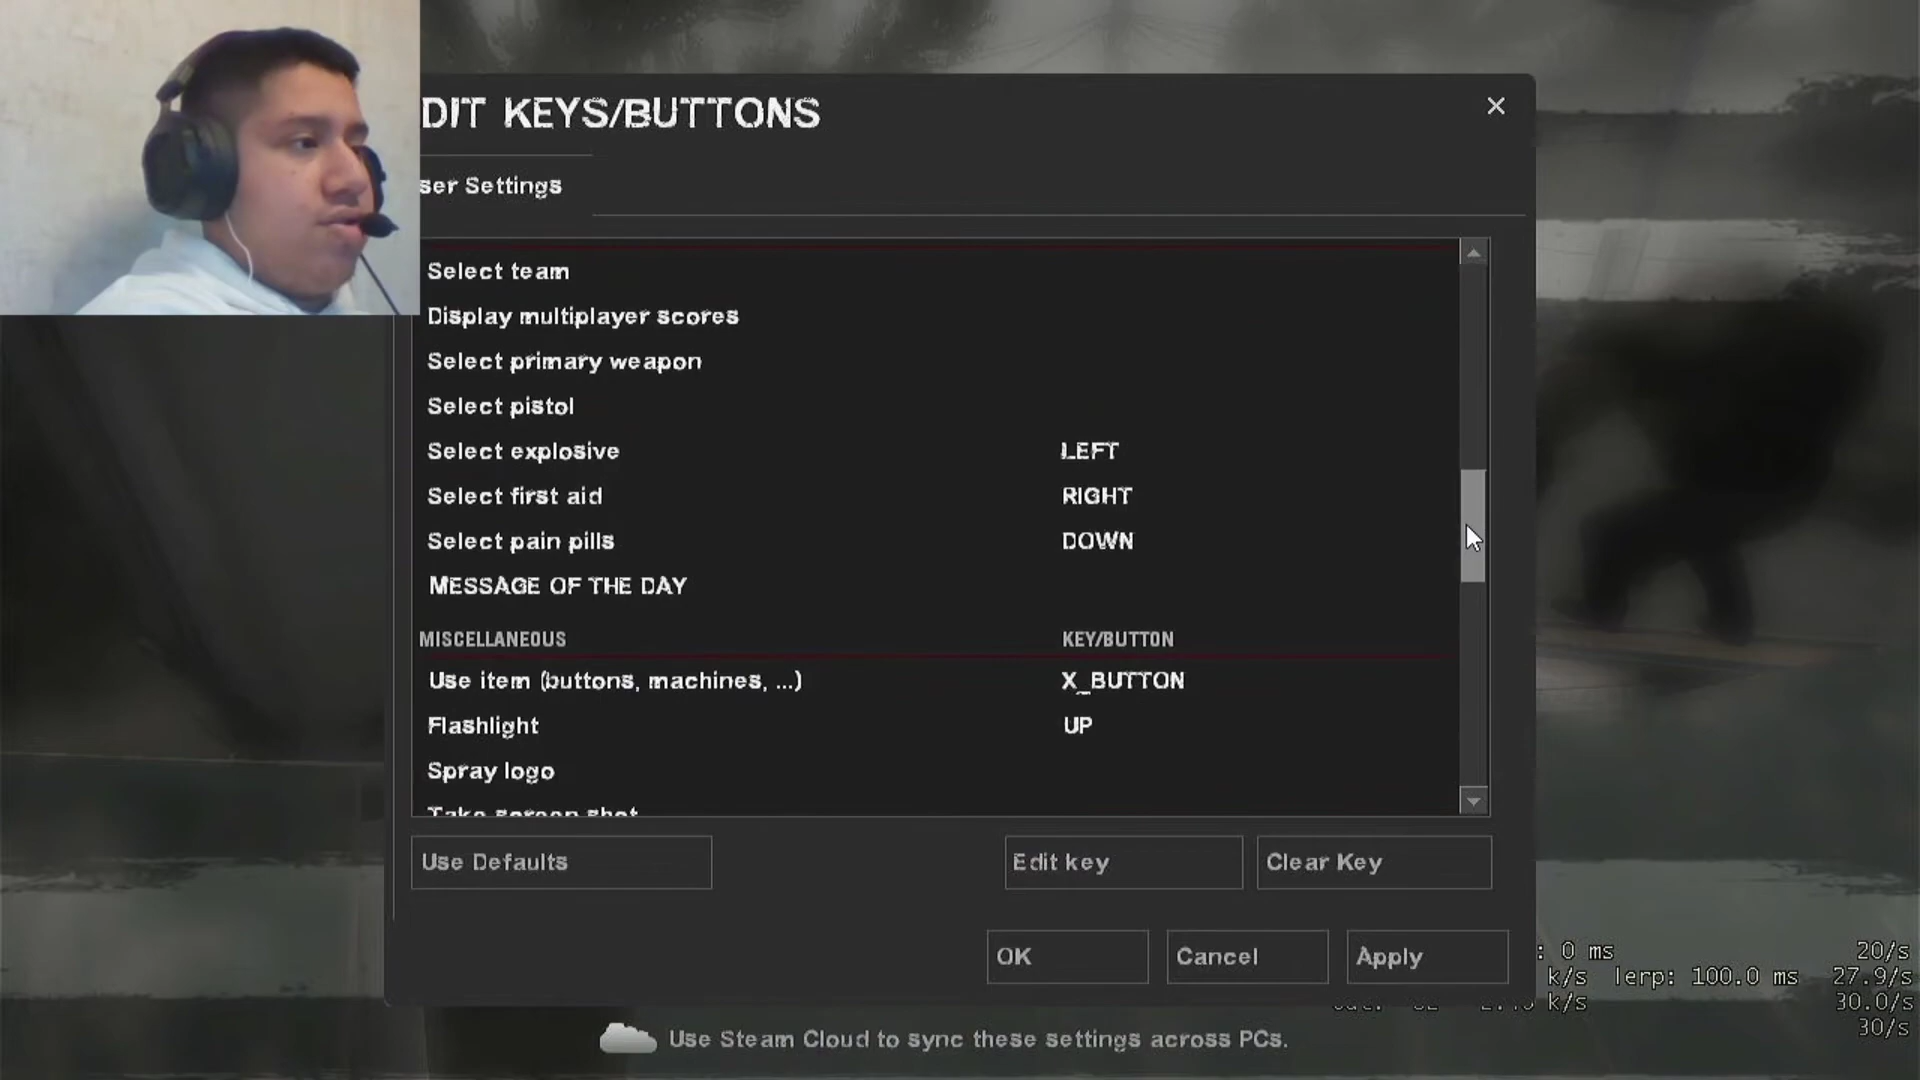 DIT KEYS/BUTTONS
ser Settings
Select team
Display multiplayer scores
Select primary weapon
Select pistol
Select explosive LEFT
Select first aid RIGHT
Select pain pills DOWN
MESSAGE OF THE DAY
MISCELLANEOUS KEY/BUTTON
Use item (buttons, machines, ...) X_BUTTON
Flashlight UP
Spray logo
Take screen shot
Use Defaults Edit key Clear Key
OK Cancel Apply
: 0 ms 20/s
k/s lerp: 100.0 ms 27.9/s
k/s 30.0/s
30/s
Use Steam Cloud to sync these settings across PCs.